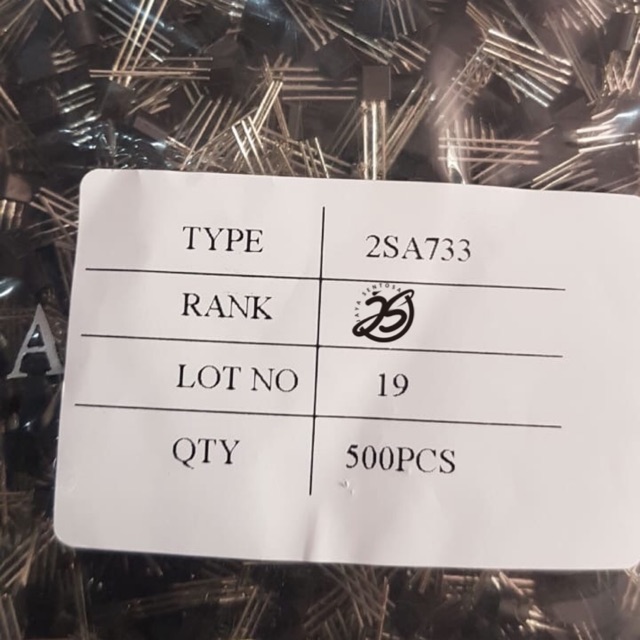 TYPE 2SA733
RANK
LOT NO 19
QTY 500PCS
A